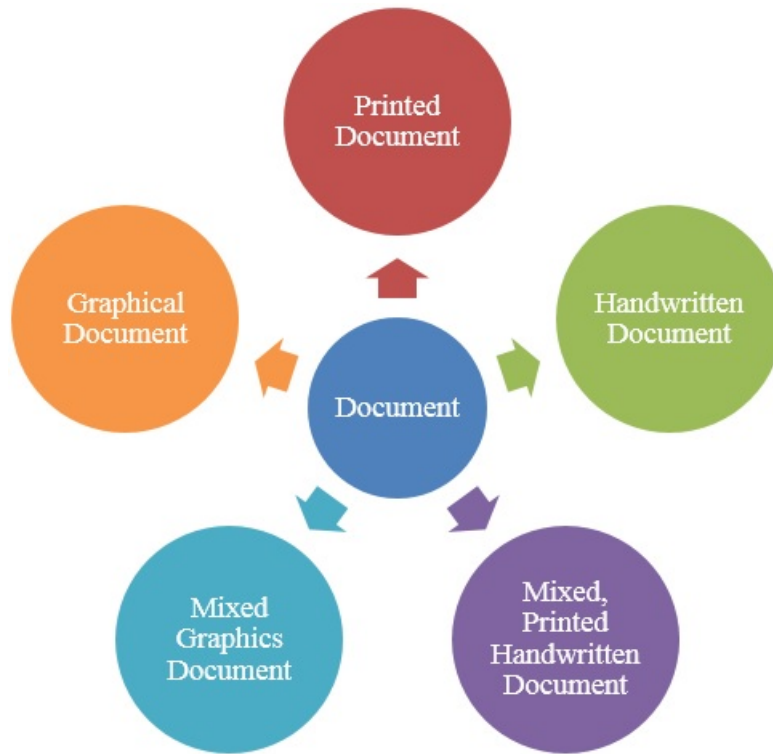 Printed
Document
Graphical
Document
Handwritten
Document
Document
Mixed
Graphics
Document
Mixed,
Printed
Handwritten
Document